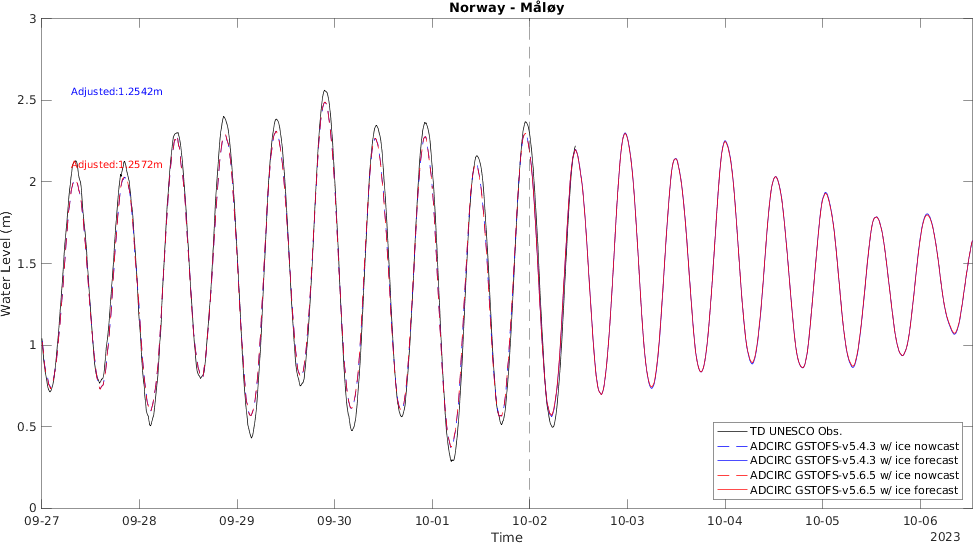 Norway - Måløy
3
2.5
2
1.5
1
0.5
0
Water Level (m)
Adjusted:1.2542m
Adjusted:1.2572m
TD UNESCO Obs.
ADCIRC GSTOFS-v5.4.3 w/ ice nowcast
ADCIRC GSTOFS-v5.4.3 w/ ice forecast
ADCIRC GSTOFS-v5.6.5 w/ ice nowcast
ADCIRC GSTOFS-v5.6.5 w/ ice forecast
09-27 09-28 09-29 09-30 10-01 10-02 10-03 10-04 10-05 10-06
Time
2023